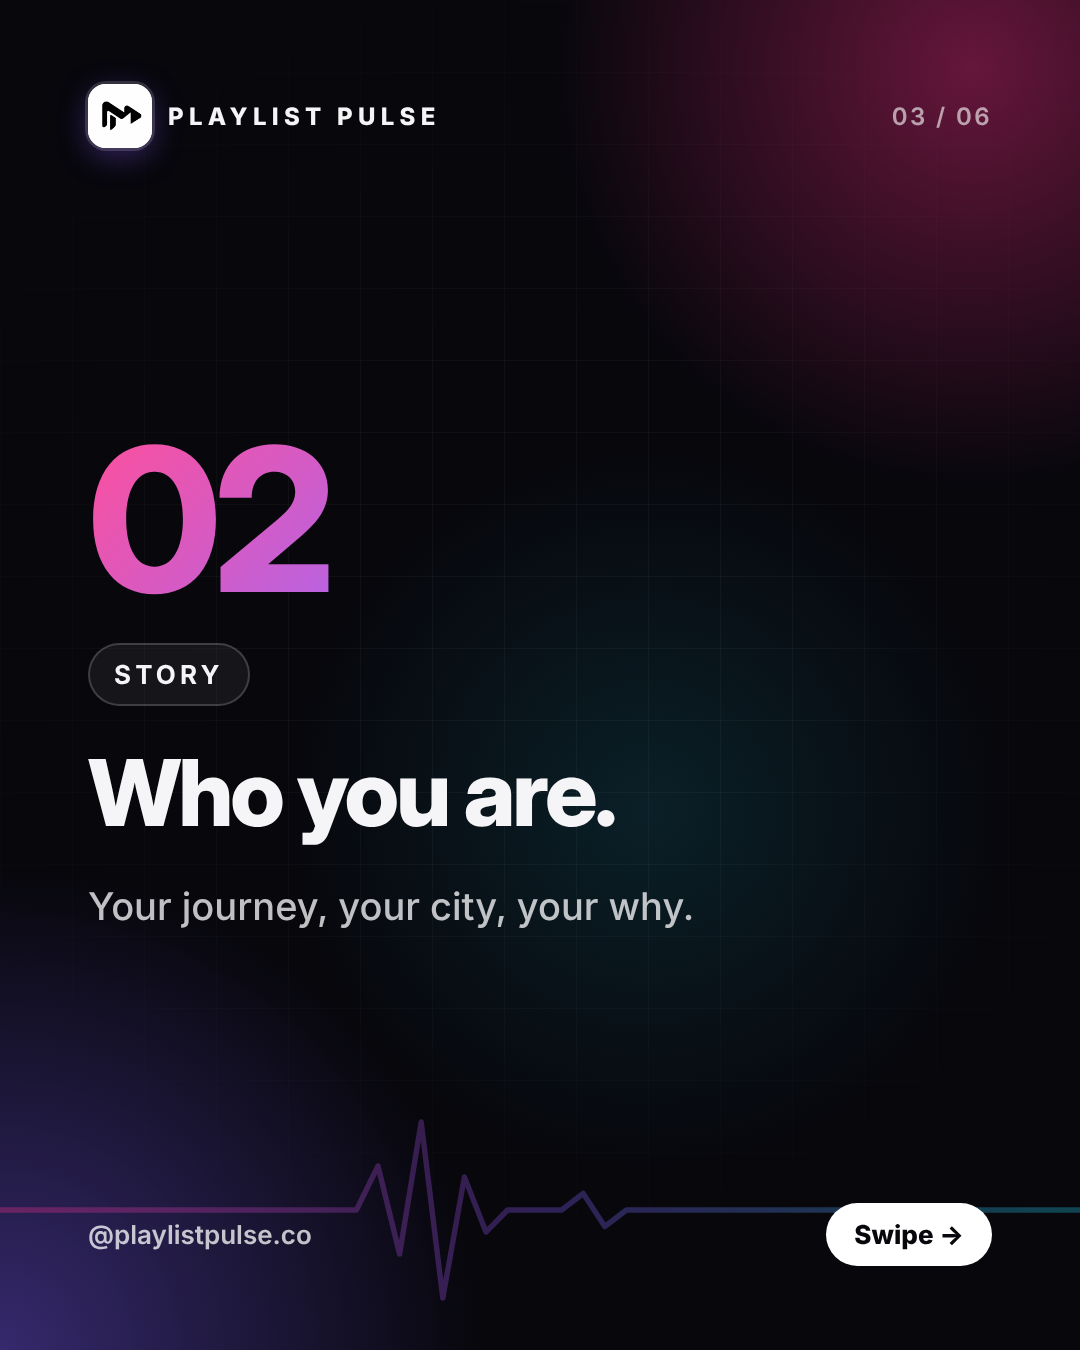 PLAYLIST PULSE
03 / 06
02
STORY
Who you are.
Your journey, your city, your why.
@playlistpulse.co
Swipe →